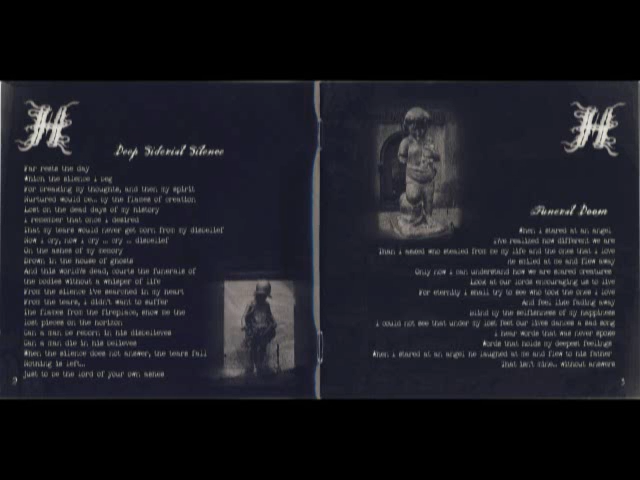 Deep Siderial Silence
Far rests the day
Which the silence I beg
For breaking my thoughts, and then my spirit
Nurtured would be... by the flames of creation
Lost on the dead days of my history
I remember that once I desired
That my tears would never get born from my disbelief
Now I cry, now I cry ... cry ... disbelief
On the ashes of my memory
Drown in the house of ghosts
And this world's dead, courts the funerals of
the bodies without a whisper of life
From the silence I've searched in my heart
From the tears, I didn't want to suffer
The flames from the fireplace, show me the
lost pieces on the horizon
Can a man be reborn in his disbelieves
Can a man die in his believes
When the silence does not answer, the tears fall
Nothing is left...
just to be the lord of your own ashes
Funeral Doom
When I stared at an angel
I've realized how different we are
Than I asked who stealed from me my life and the ones that I love
He smiled at me and flew away
Only now I can understand how we are scared creatures
Look at our lords encouraging us to live
For eternity I shall try to see who took the ones I love
And feel like fading away
Blind by the selfishness of my happiness
I could not see that under my lost feet our lives dances a sad song
I hear words that was never spoke
Words that holds my deepest feelings
When I stared at an angel he laughed at me and flew to his father
That isn't mine... without answers